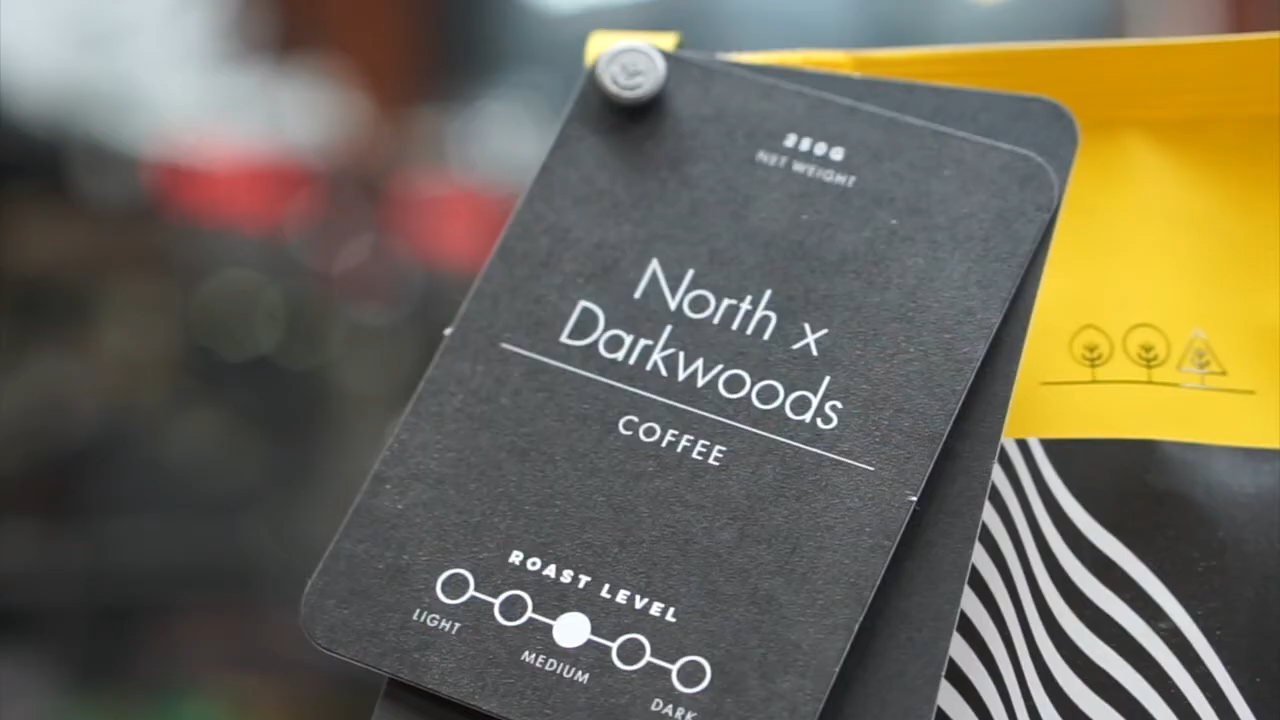 250G
NET WEIGHT
North x
Darkwoods
COFFEE
ROAST LEVEL
LIGHT
MEDIUM
DARK